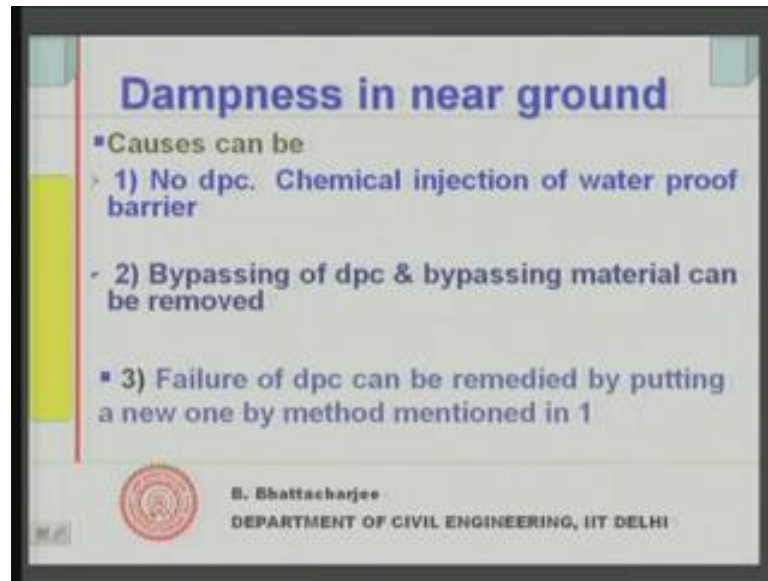 Dampness in near ground
▪Causes can be
1) No dpc. Chemical injection of water proof
barrier
2) Bypassing of dpc & bypassing material can
be removed
▪ 3) Failure of dpc can be remedied by putting
a new one by method mentioned in 1
B. Bhattacharjee
DEPARTMENT OF CIVIL ENGINEERING, IIT DELHI